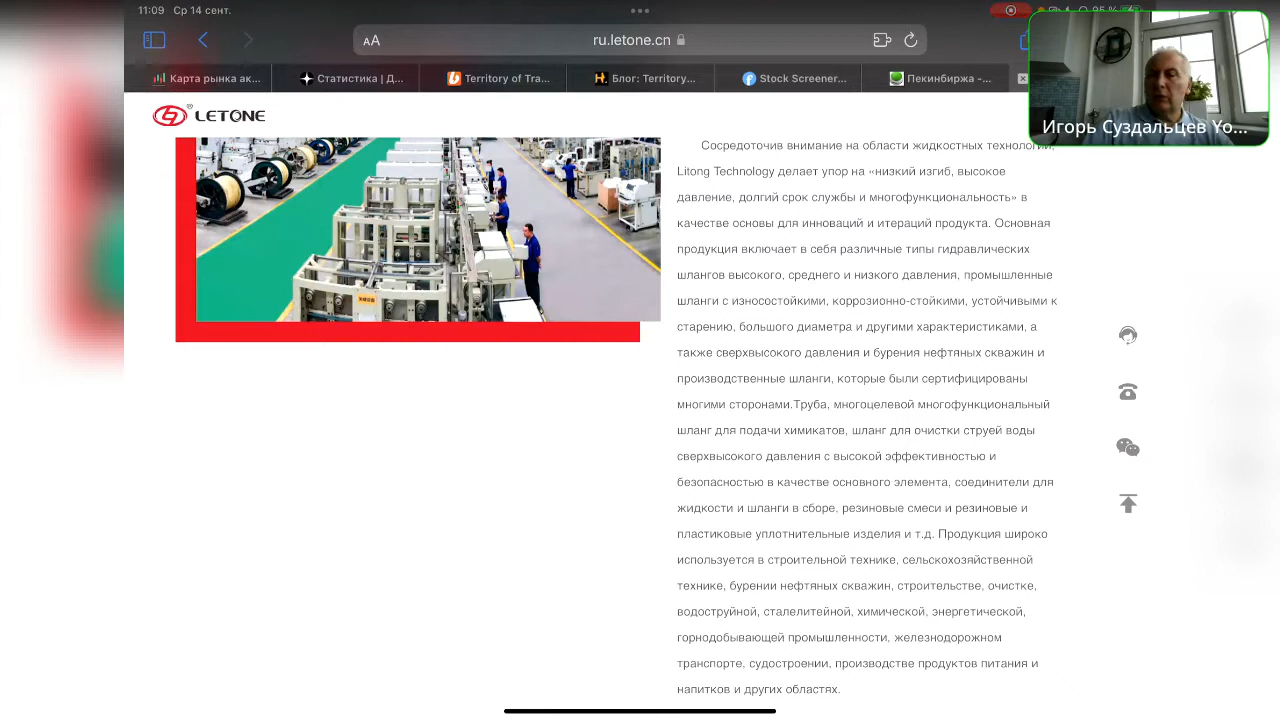 11:09 Ср 14 сент.
95 %
AA
ru.letone.cn
Карта рынка ак...
Статистика | Д...
Territory of Tra...
Блог: Territory...
Stock Screener...
Пекинбиржа -...
LETONE
Игорь Суздальцев Yo...
Сосредоточив внимание на области жидкостных технологий,
Litong Technology делает упор на «низкий изгиб, высокое
давление, долгий срок службы и многофункциональность» в
качестве основы для инноваций и итераций продукта. Основная
продукция включает в себя различные типы гидравлических
шлангов высокого, среднего и низкого давления, промышленные
шланги с износостойкими, коррозионно-стойкими, устойчивыми к
старению, большого диаметра и другими характеристиками, а
также сверхвысокого давления и бурения нефтяных скважин и
производственные шланги, которые были сертифицированы
многими сторонами.Труба, многоцелевой многофункциональный
шланг для подачи химикатов, шланг для очистки струей воды
сверхвысокого давления с высокой эффективностью и
безопасностью в качестве основного элемента, соединители для
жидкости и шланги в сборе, резиновые смеси и резиновые и
пластиковые уплотнительные изделия и т.д. Продукция широко
используется в строительной технике, сельскохозяйственной
технике, бурении нефтяных скважин, строительстве, очистке,
водоструйной, сталелитейной, химической, энергетической,
горнодобывающей промышленности, железнодорожном
транспорте, судостроении, производстве продуктов питания и
напитков и других областях.